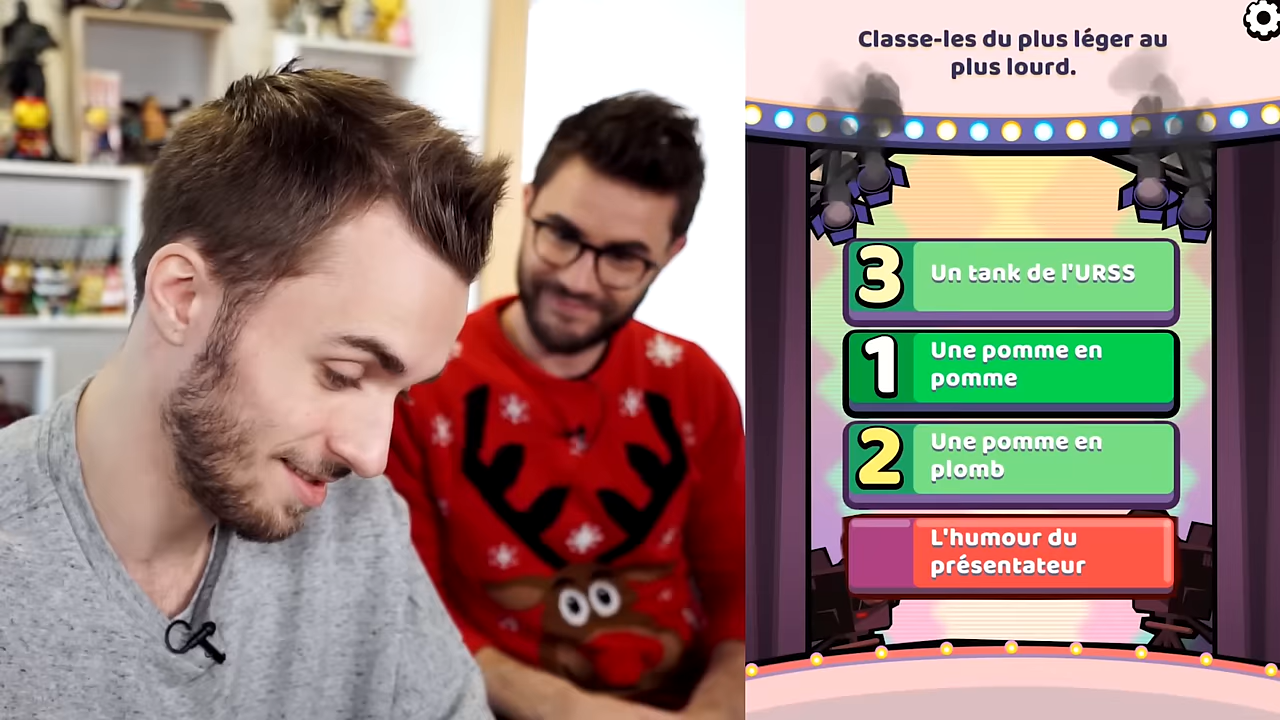 Classe-les du plus léger au
plus lourd.
3
Un tank de l'URSS
1
Une pomme en
pomme
2
Une pomme en
plomb
L'humour du
présentateur